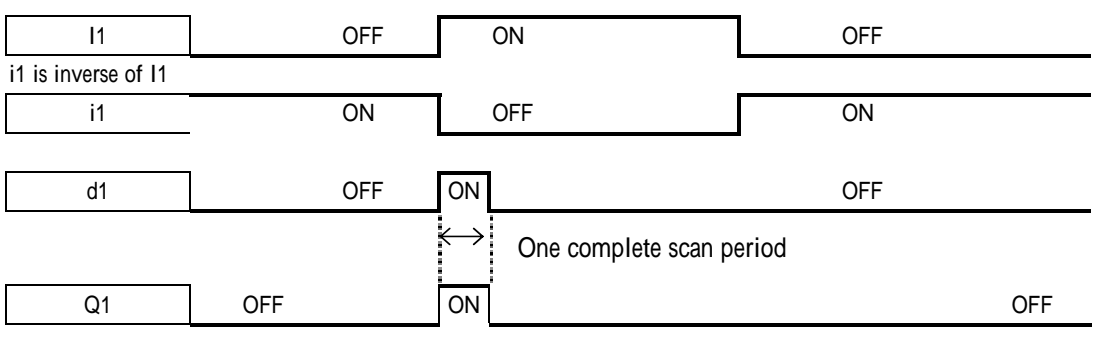 I1 OFF ON OFF
i1 is inverse of I1
i1 ON OFF ON
d1 OFF ON OFF
One complete scan period
Q1 OFF ON OFF